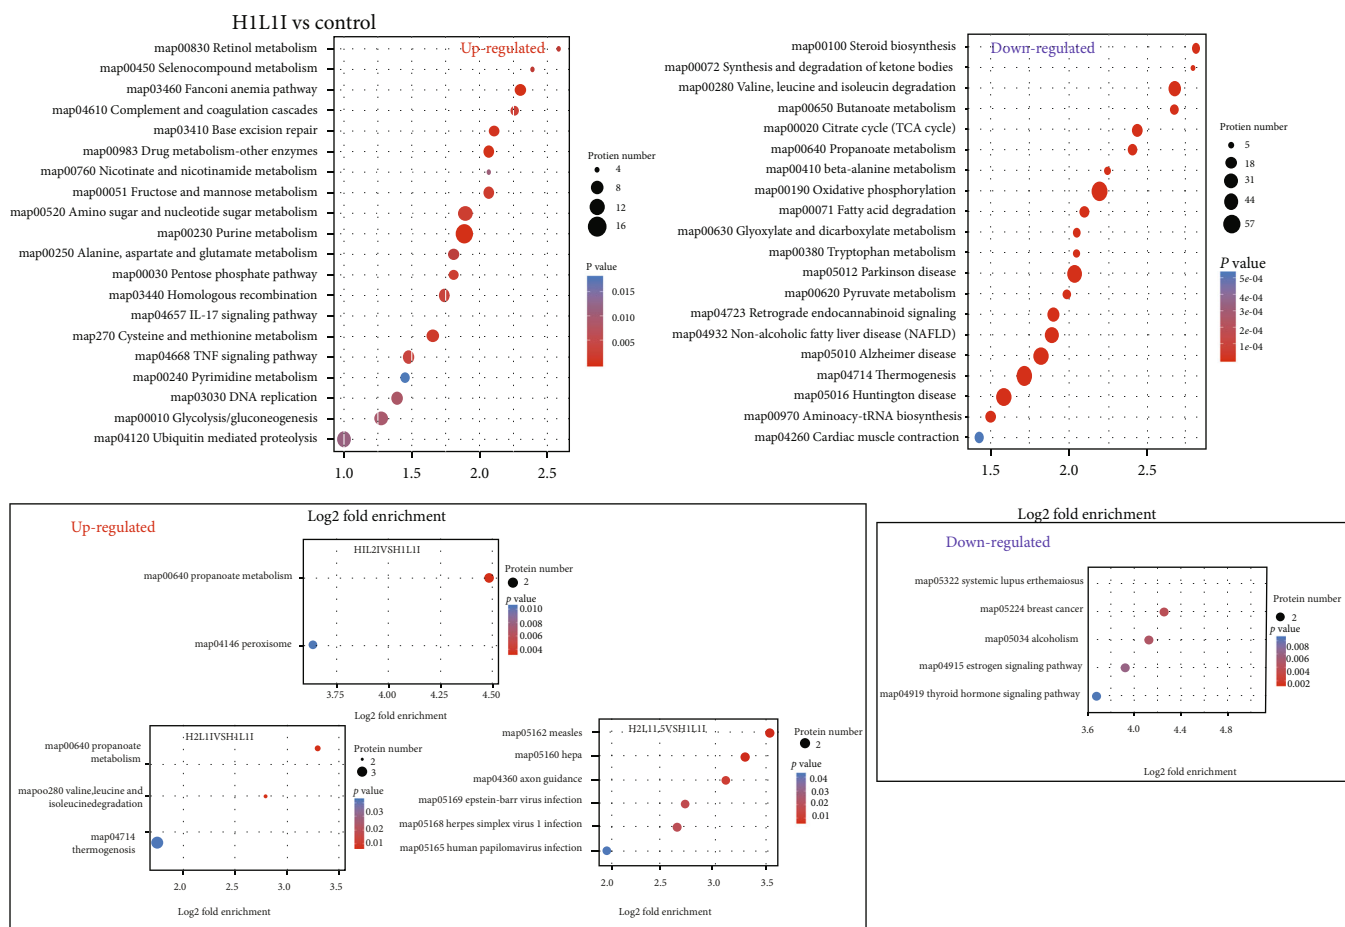 H1L1I vs control
Up-regulated
map00830 Retinol metabolism
map00450 Selenocompound metabolism
map03460 Fanconi anemia pathway
map04610 Complement and coagulation cascades
map03410 Base excision repair
map00983 Drug metabolism-other enzymes
map00760 Nicotinate and nicotinamide metabolism
map00051 Fructose and mannose metabolism
map00520 Amino sugar and nucleotide sugar metabolism
map00230 Purine metabolism
map00250 Alanine, aspartate and glutamate metabolism
map00030 Pentose phosphate pathway
map03440 Homologous recombination
map04657 IL-17 signaling pathway
map270 Cysteine and methionine metabolism
map04668 TNF signaling pathway
map00240 Pyrimidine metabolism
map03030 DNA replication
map00010 Glycolysis/gluconeogenesis
map04120 Ubiquitin mediated proteolysis
1.0 1.5 2.0 2.5
Protien number
4
8
12
16
P value
0.015
0.010
0.005
Down-regulated
map00100 Steroid biosynthesis
map00072 Synthesis and degradation of ketone bodies
map00280 Valine, leucine and isoleucin degradation
map00650 Butanoate metabolism
map00020 Citrate cycle (TCA cycle)
map00640 Propanoate metabolism
map00410 beta-alanine metabolism
map00190 Oxidative phosphorylation
map00071 Fatty acid degradation
map00630 Glyoxylate and dicarboxylate metabolism
map00380 Tryptophan metabolism
map05012 Parkinson disease
map00620 Pyruvate metabolism
map04723 Retrograde endocannabinoid signaling
map04932 Non-alcoholic fatty liver disease (NAFLD)
map05010 Alzheimer disease
map04714 Thermogenesis
map05016 Huntington disease
map00970 Aminoacy-tRNA biosynthesis
map04260 Cardiac muscle contraction
1.5 2.0 2.5
Protien number
5
18
31
44
57
P value
5e-04
4e-04
3e-04
2e-04
1e-04
Log2 fold enrichment
Up-regulated
HIL2IVSH1L1I
map00640 propanoate metabolism
map04146 peroxisome
3.75 4.00 4.25 4.50
Log2 fold enrichment
Protein number
2
p value
0.010
0.008
0.006
0.004
H2L1IVSH1L1I
map00640 propanoate
metabolism
mapoo280 valine,leucine and
isoleucinedegradation
map04714
thermogenosis
2.0 2.5 3.0 3.5
Log2 fold enrichment
Protein number
2
3
p value
0.03
0.02
0.01
H2L11.5VSH1L1I
map05162 measles
map05160 hepa
map04360 axon guidance
map05169 epstein-barr virus infection
map05168 herpes simplex virus 1 infection
map05165 human papilomavirus infection
2.0 2.5 3.0 3.5
Log2 fold enrichment
Protein number
2
p value
0.04
0.03
0.02
0.01
Log2 fold enrichment
Down-regulated
map05322 systemic lupus erthemaiosus
map05224 breast cancer
map05034 alcoholism
map04915 estrogen signaling pathway
map04919 thyroid hormone signaling pathway
3.6 4.0 4.4 4.8
Log2 fold enrichment
Protein number
2
p value
0.008
0.006
0.004
0.002